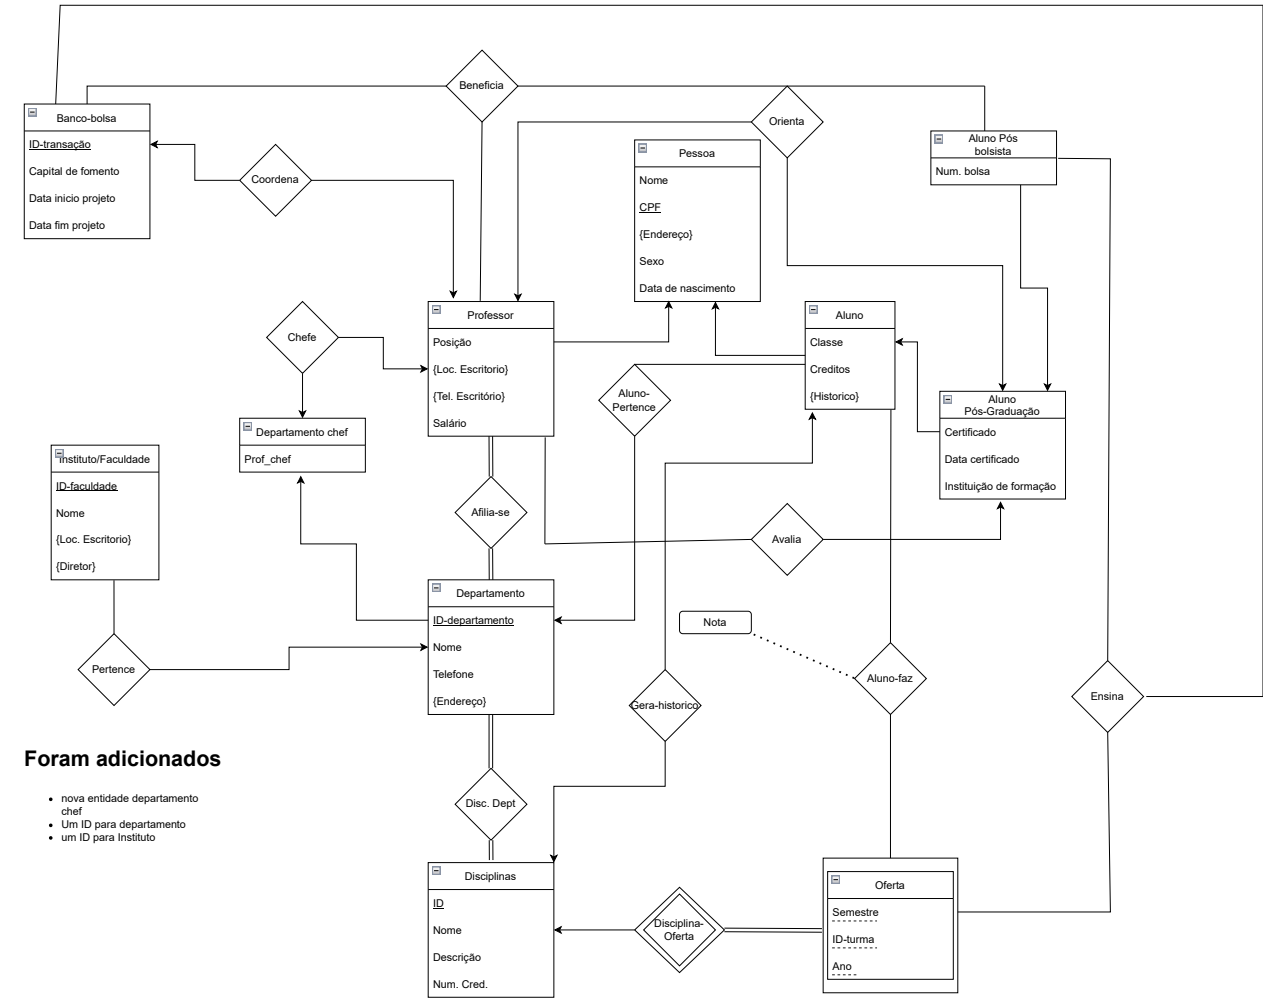 Beneficia
Banco-bolsa
ID-transação
Capital de fomento
Data inicio projeto
Data fim projeto
Coordena
Orienta
Pessoa
Nome
CPF
{Endereço}
Sexo
Data de nascimento
Aluno Pós
bolsista
Num. bolsa
Chefe
Professor
Posição
{Loc. Escritorio}
{Tel. Escritório}
Salário
Aluno
Classe
Creditos
{Historico}
Aluno-
Pertence
Aluno
Pós-Graduação
Certificado
Data certificado
Instituição de formação
Departamento chef
Prof_chef
Instituto/Faculdade
ID-faculdade
Nome
{Loc. Escritorio}
{Diretor}
Afilia-se
Avalia
Departamento
ID-departamento
Nome
Telefone
{Endereço}
Nota
Pertence
Gera-historico
Aluno-faz
Ensina
Foram adicionados
nova entidade departamento
chef
Um ID para departamento
um ID para Instituto
Disc. Dept
Disciplinas
ID
Nome
Descrição
Num. Cred.
Disciplina-
Oferta
Oferta
Semestre
ID-turma
Ano